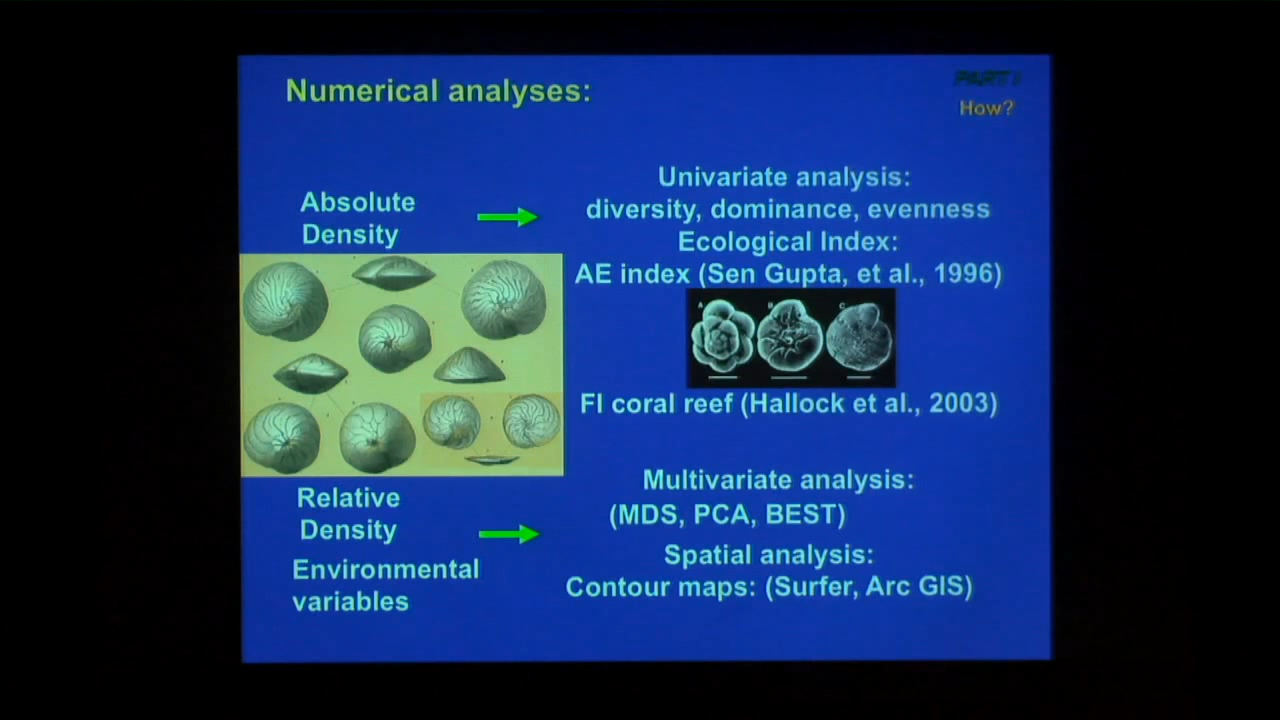 Numerical analyses:
PART I
How?
Absolute
Density
Univariate analysis:
diversity, dominance, evenness
Ecological Index:
AE index (Sen Gupta, et al., 1996)
A B C
FI coral reef (Hallock et al., 2003)
Relative
Density
Environmental
variables
Multivariate analysis:
(MDS, PCA, BEST)
Spatial analysis:
Contour maps: (Surfer, Arc GIS)